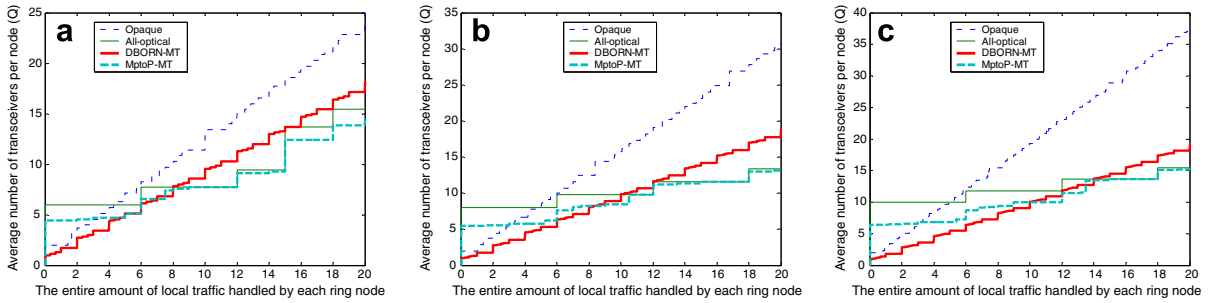 a
Average number of transceivers per node (Q)
25
20
15
10
5
0
Opaque
All-optical
DBORN-MT
MptoP-MT
0 2 4 6 8 10 12 14 16 18 20
The entire amount of local traffic handled by each ring node
b
Average number of transceivers per node (Q)
35
30
25
20
15
10
5
0
Opaque
All-optical
DBORN-MT
MptoP-MT
0 2 4 6 8 10 12 14 16 18 20
The entire amount of local traffic handled by each ring node
c
Average number of transceivers per node (Q)
40
35
30
25
20
15
10
5
0
Opaque
All-optical
DBORN-MT
MptoP-MT
0 2 4 6 8 10 12 14 16 18 20
The entire amount of local traffic handled by each ring node